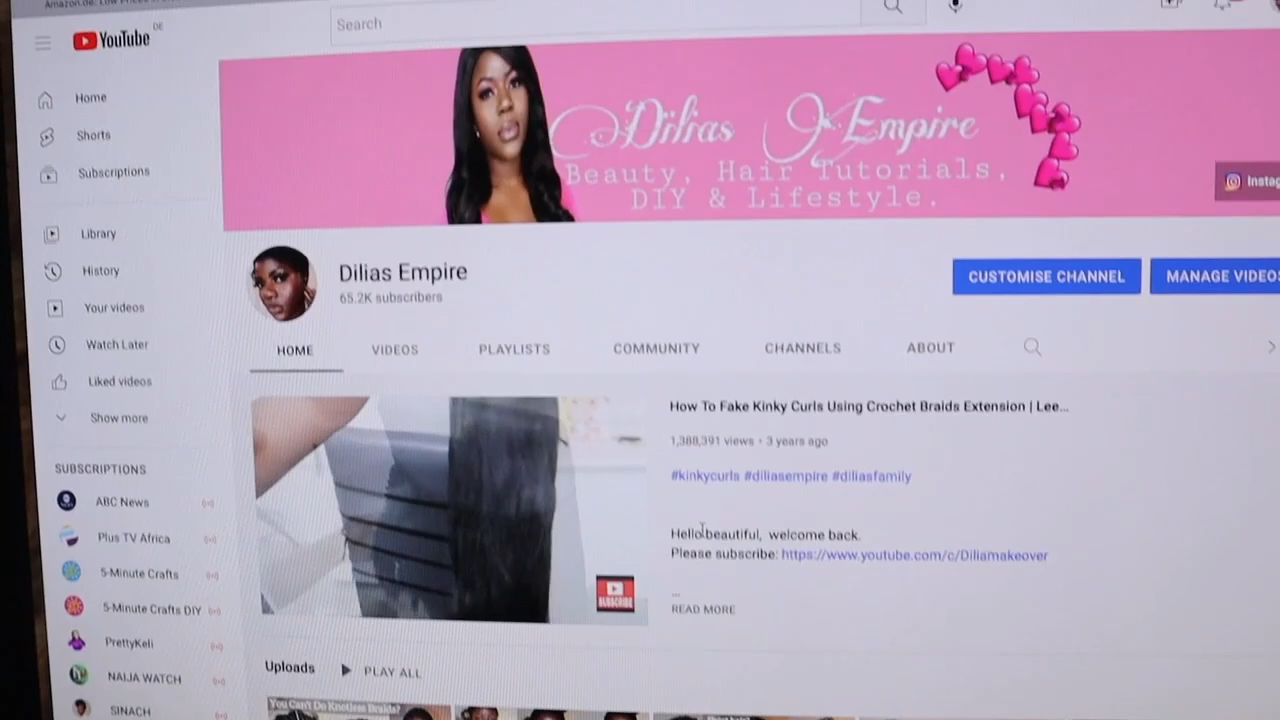 YouTube DE
Search
Home
Shorts
Subscriptions
Library
History
Your videos
Watch Later
Liked videos
Show more
SUBSCRIPTIONS
ABC News
Plus TV Africa
5-Minute Crafts
5-Minute Crafts DIY
PrettyKeli
NAIJA WATCH
SINACH
Dilias Empire
Beauty, Hair Tutorials,
DIY & Lifestyle.
Dilias Empire
65.2K subscribers
CUSTOMISE CHANNEL
MANAGE VIDEOS
HOME VIDEOS PLAYLISTS COMMUNITY CHANNELS ABOUT
How To Fake Kinky Curls Using Crochet Braids Extension | Lee...
1,388,391 views • 3 years ago
#kinkycurls #diliasempire #diliasfamily
Hello beautiful, welcome back.
Please subscribe: https://www.youtube.com/c/Diliamakeover
...
READ MORE
SUBSCRIBE
Uploads PLAY ALL
You Can't Do Knotless Braids?